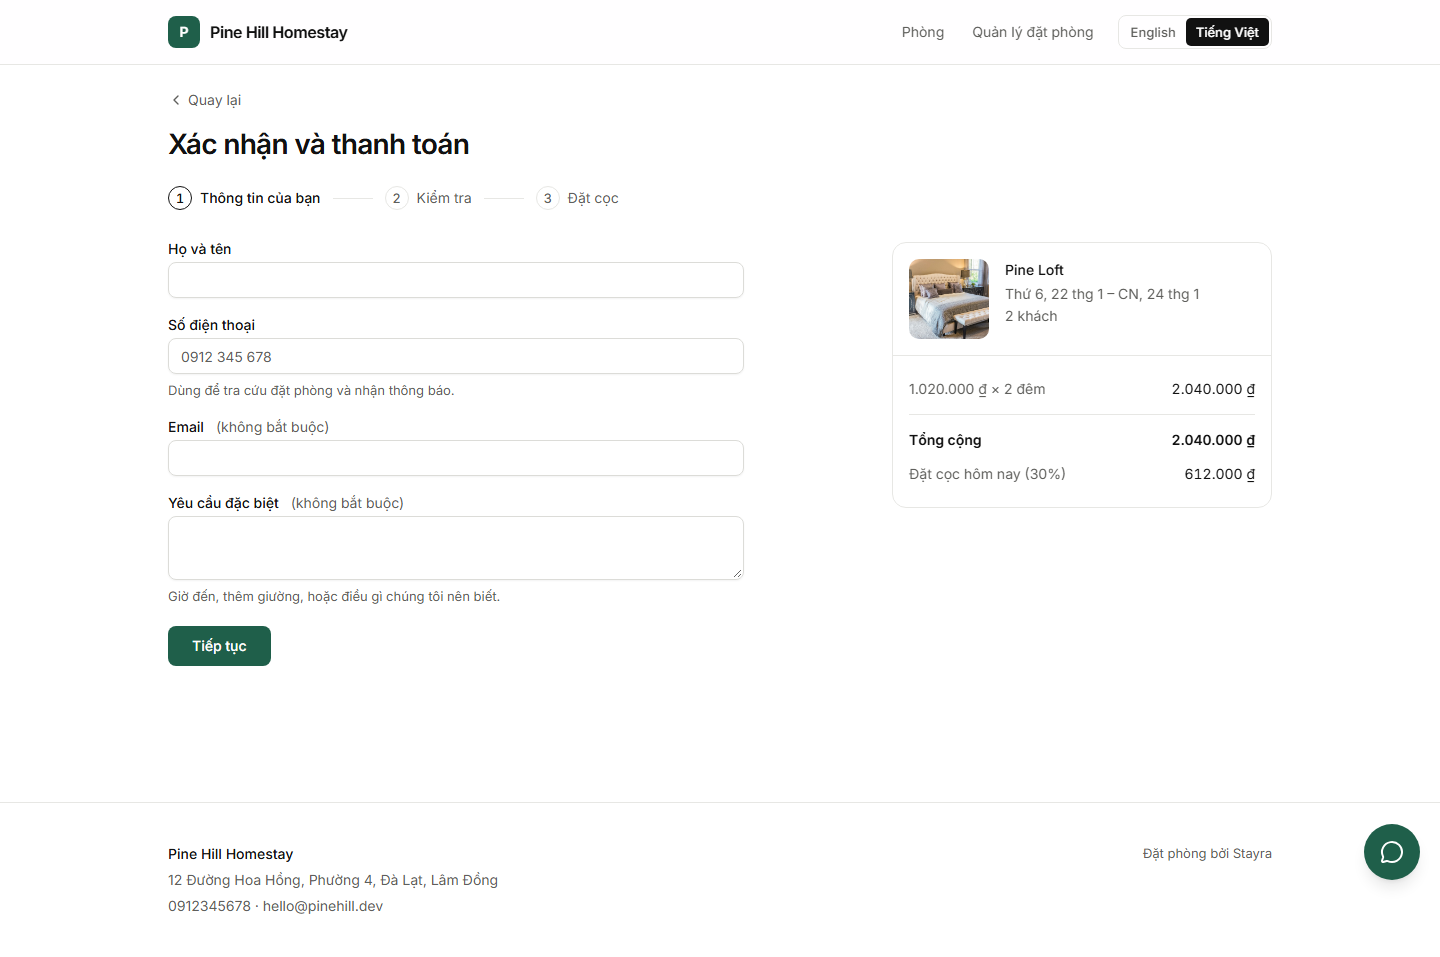 P Pine Hill Homestay
Phòng
Quản lý đặt phòng
English
Tiếng Việt
Quay lại
Xác nhận và thanh toán
1 Thông tin của bạn
2 Kiểm tra
3 Đặt cọc
Họ và tên
Số điện thoại
0912 345 678
Dùng để tra cứu đặt phòng và nhận thông báo.
Email (không bắt buộc)
Yêu cầu đặc biệt (không bắt buộc)
Giờ đến, thêm giường, hoặc điều gì chúng tôi nên biết.
Tiếp tục
Pine Loft
Thứ 6, 22 thg 1 – CN, 24 thg 1
2 khách
1.020.000 ₫ × 2 đêm 2.040.000 ₫
Tổng cộng 2.040.000 ₫
Đặt cọc hôm nay (30%) 612.000 ₫
Pine Hill Homestay
12 Đường Hoa Hồng, Phường 4, Đà Lạt, Lâm Đồng
0912345678 · hello@pinehill.dev
Đặt phòng bởi Stayra